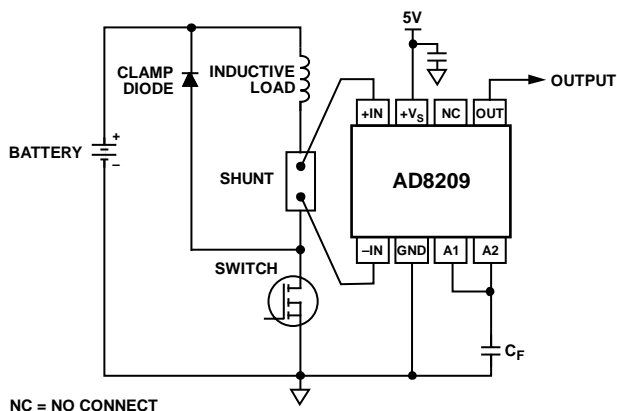 5V
CLAMP
DIODE
INDUCTIVE
LOAD
OUTPUT
+IN
+VS
NC
OUT
BATTERY
+
–
SHUNT
AD8209
–IN
GND
A1
A2
SWITCH
CF
NC = NO CONNECT